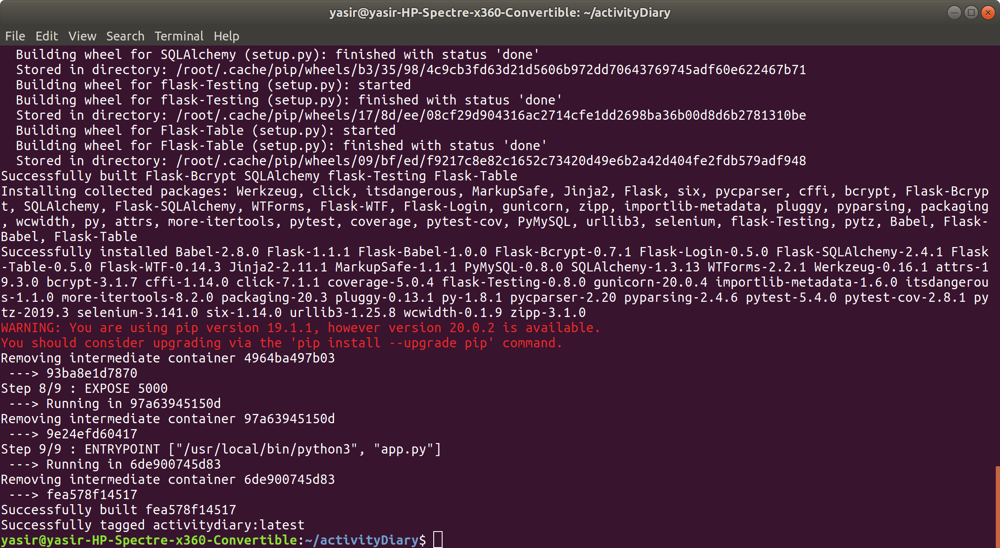 yasir@yasir-HP-Spectre-x360-Convertible: ~/activityDiary
File Edit View Search Terminal Help
  Building wheel for SQLAlchemy (setup.py): finished with status 'done'
  Stored in directory: /root/.cache/pip/wheels/b3/35/98/4c9cb3fd63d21d5606b972dd70643769745adf60e622467b71
  Building wheel for flask-Testing (setup.py): started
  Building wheel for flask-Testing (setup.py): finished with status 'done'
  Stored in directory: /root/.cache/pip/wheels/17/8d/ee/08cf29d904316ac2714cfe1dd2698ba36b00d8d6b2781310be
  Building wheel for Flask-Table (setup.py): started
  Building wheel for Flask-Table (setup.py): finished with status 'done'
  Stored in directory: /root/.cache/pip/wheels/09/bf/ed/f9217c8e82c1652c73420d49e6b2a42d404fe2fdb579adf948
Successfully built Flask-Bcrypt SQLAlchemy flask-Testing Flask-Table
Installing collected packages: Werkzeug, click, itsdangerous, MarkupSafe, Jinja2, Flask, six, pycparser, cffi, bcrypt, Flask-Bcryp
t, SQLAlchemy, Flask-SQLAlchemy, WTForms, Flask-WTF, Flask-Login, gunicorn, zipp, importlib-metadata, pluggy, pyparsing, packaging
, wcwidth, py, attrs, more-itertools, pytest, coverage, pytest-cov, PyMySQL, urllib3, selenium, flask-Testing, pytz, Babel, Flask-
Babel, Flask-Table
Successfully installed Babel-2.8.0 Flask-1.1.1 Flask-Babel-1.0.0 Flask-Bcrypt-0.7.1 Flask-Login-0.5.0 Flask-SQLAlchemy-2.4.1 Flask
-Table-0.5.0 Flask-WTF-0.14.3 Jinja2-2.11.1 MarkupSafe-1.1.1 PyMySQL-0.8.0 SQLAlchemy-1.3.13 WTForms-2.2.1 Werkzeug-0.16.1 attrs-1
9.3.0 bcrypt-3.1.7 cffi-1.14.0 click-7.1.1 coverage-5.0.4 flask-Testing-0.8.0 gunicorn-20.0.4 importlib-metadata-1.6.0 itsdangerou
s-1.1.0 more-itertools-8.2.0 packaging-20.3 pluggy-0.13.1 py-1.8.1 pycparser-2.20 pyparsing-2.4.6 pytest-5.4.0 pytest-cov-2.8.1 py
tz-2019.3 selenium-3.141.0 six-1.14.0 urllib3-1.25.8 wcwidth-0.1.9 zipp-3.1.0
WARNING: You are using pip version 19.1.1, however version 20.0.2 is available.
You should consider upgrading via the 'pip install --upgrade pip' command.
Removing intermediate container 4964ba497b03
 ---> 93ba8e1d7870
Step 8/9 : EXPOSE 5000
 ---> Running in 97a63945150d
Removing intermediate container 97a63945150d
 ---> 9e24efd60417
Step 9/9 : ENTRYPOINT ["/usr/local/bin/python3", "app.py"]
 ---> Running in 6de900745d83
Removing intermediate container 6de900745d83
 ---> fea578f14517
Successfully built fea578f14517
Successfully tagged activitydiary:latest
yasir@yasir-HP-Spectre-x360-Convertible:~/activityDiary$